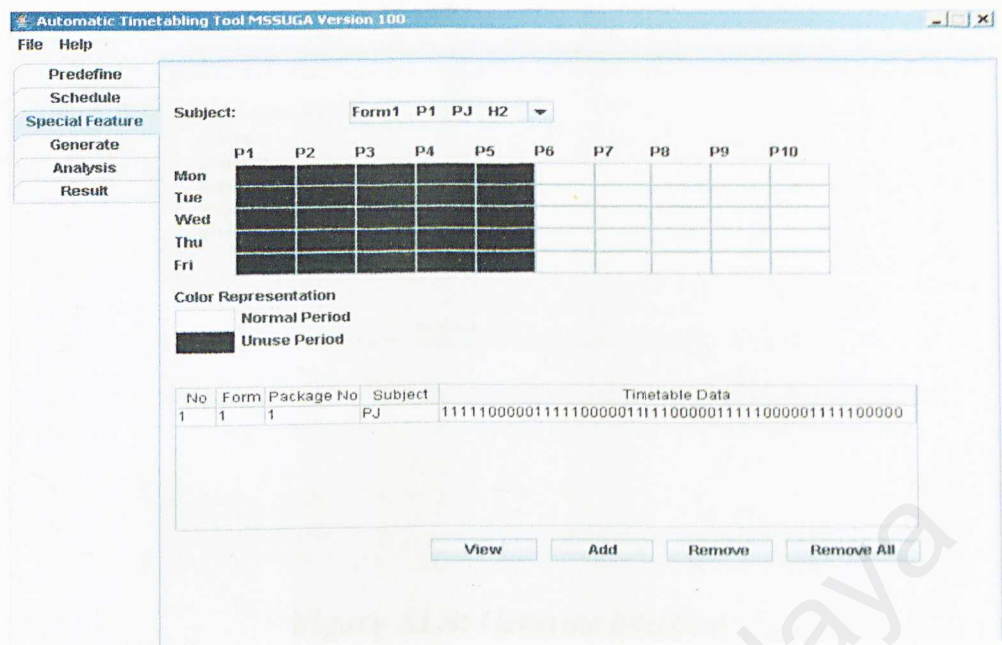 Automatic Timetabling Tool MSSUGA Version 100
File Help
Predefine
Schedule
Special Feature
Generate
Analysis
Result
Subject: Form1 P1 PJ H2
P1 P2 P3 P4 P5 P6 P7 P8 P9 P10
Mon
Tue
Wed
Thu
Fri
Color Representation
Normal Period
Unuse Period
No Form Package No Subject Timetable Data
1 1 1 PJ 11111000001111100000111110000011111000001111100000
View Add Remove Remove All
laya